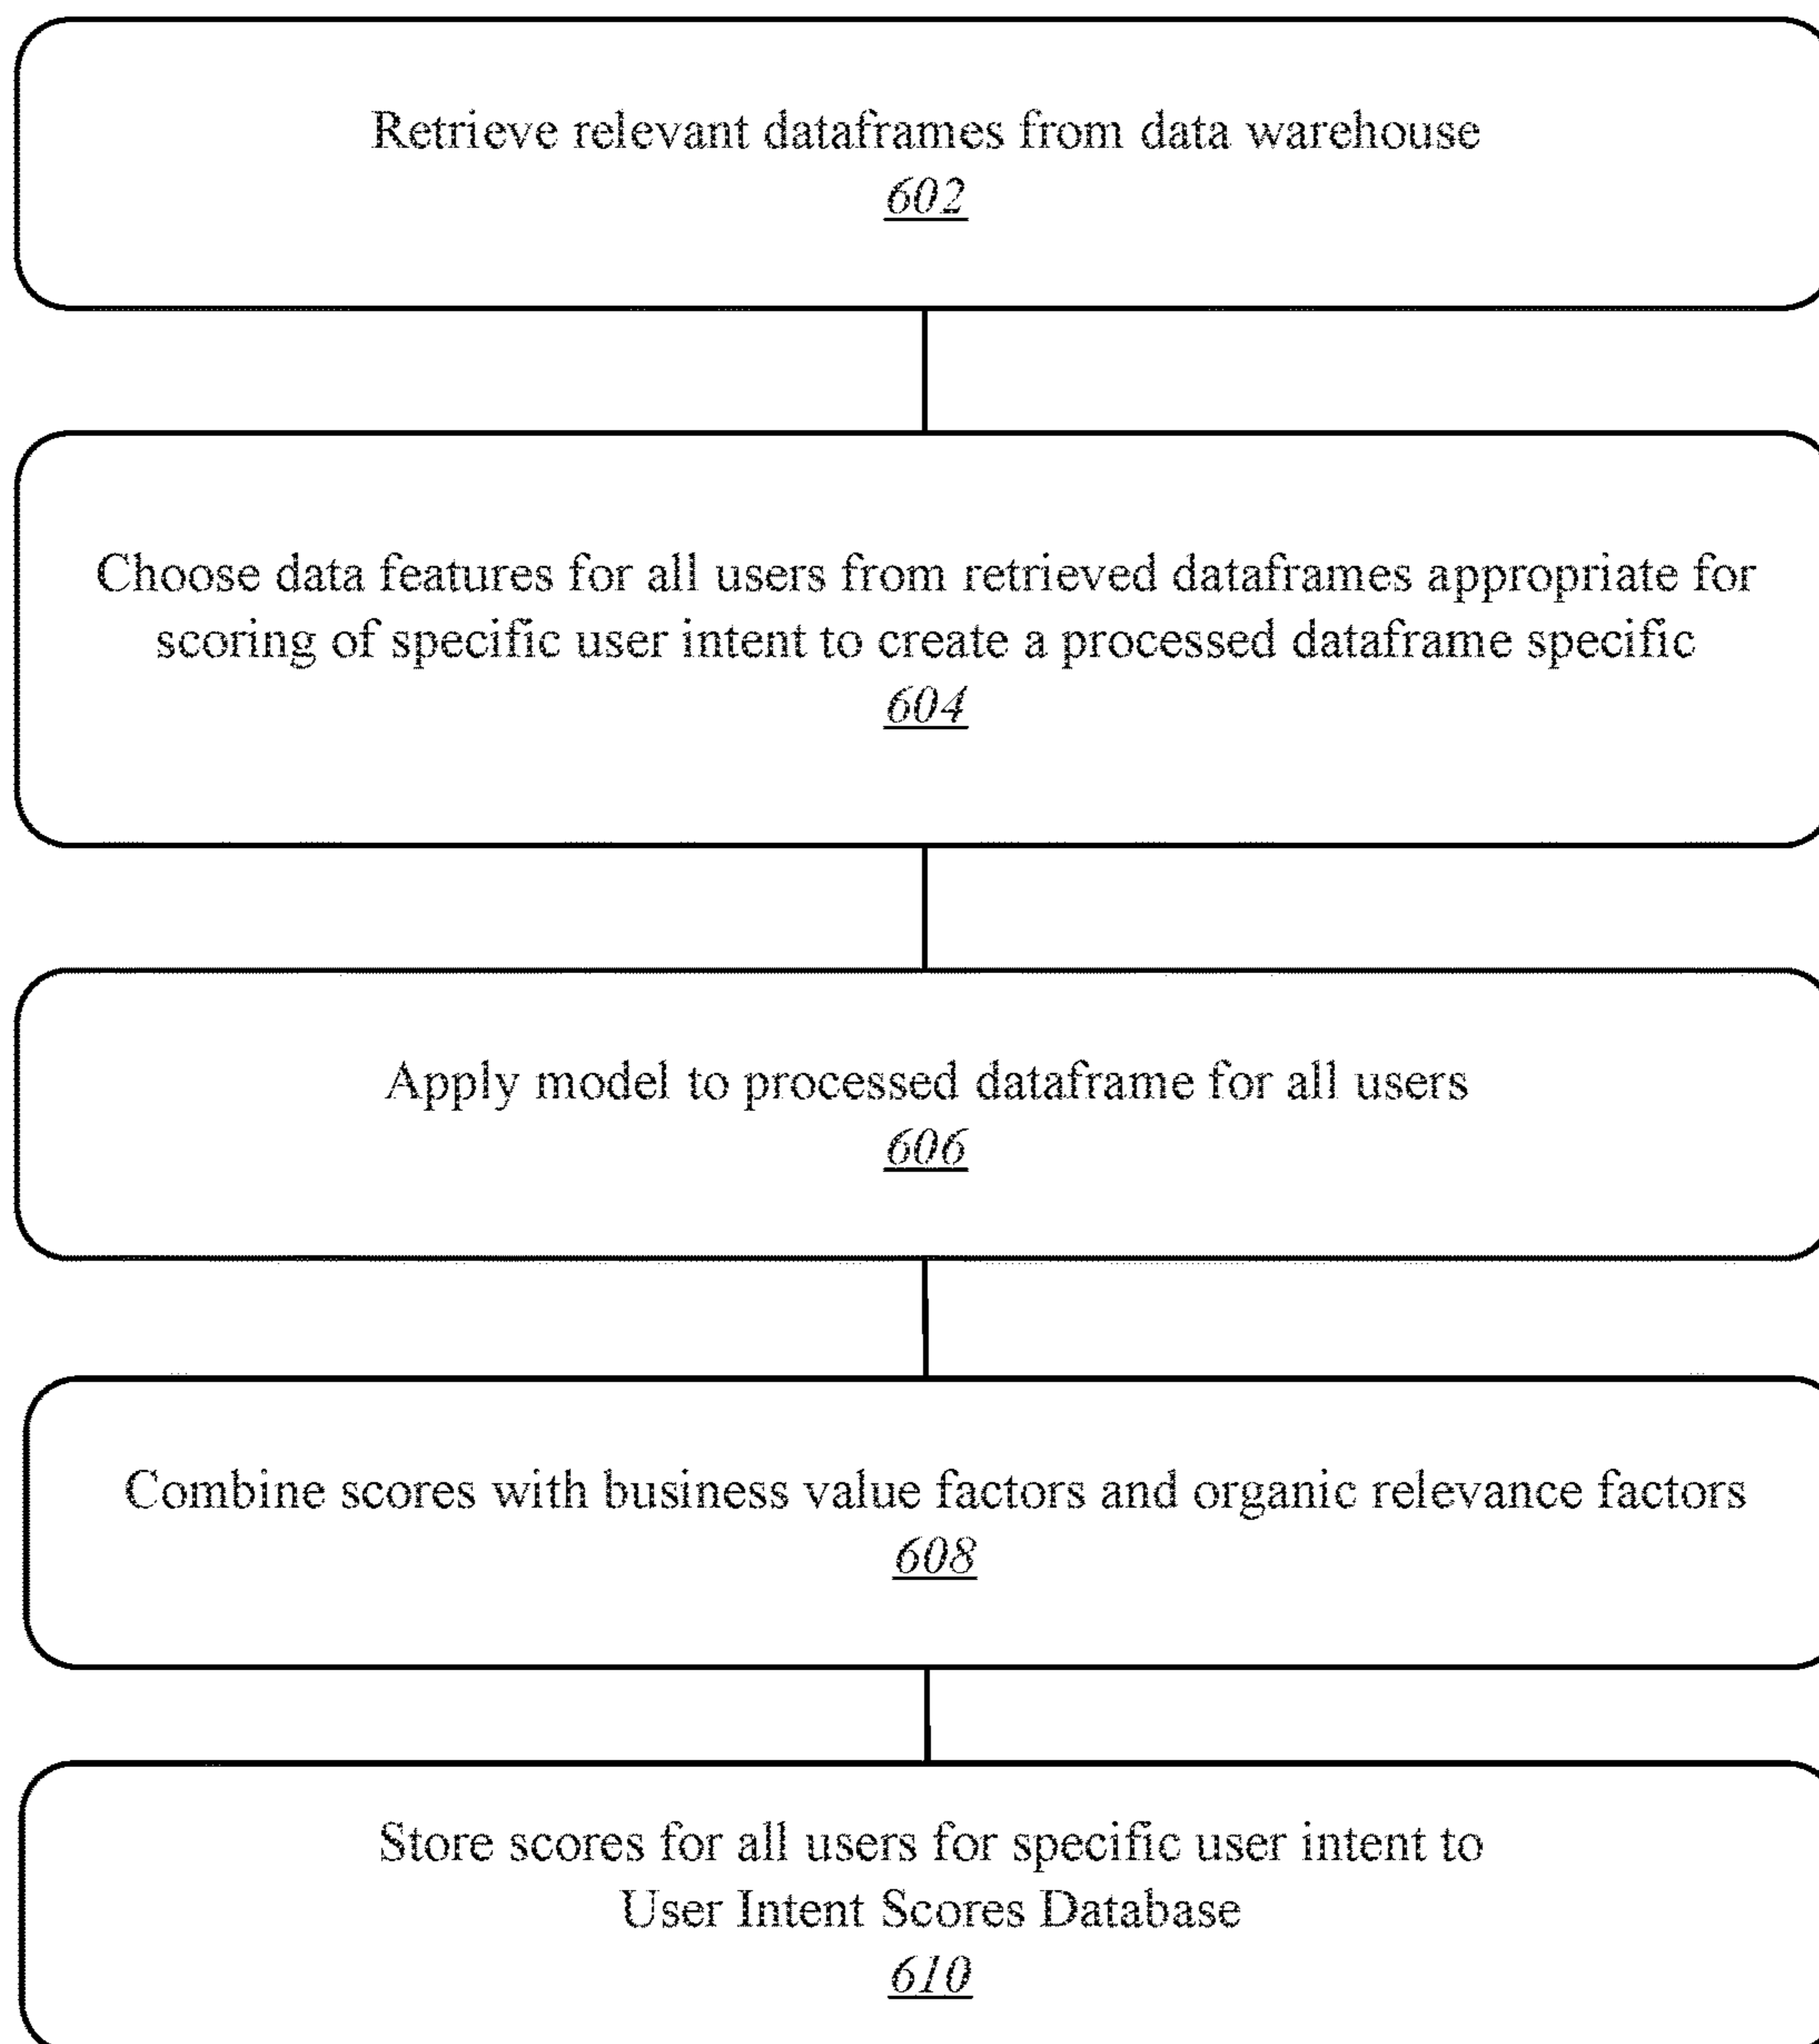 Retrieve relevant dataframes from data warehouse
602
Choose data features for all users from retrieved dataframes appropriate for
scoring of specific user intent to create a processed dataframe specific
604
Apply model to processed dataframe for all users
606
Combine scores with business value factors and organic relevance factors
608
Store scores for all users for specific user intent to
User Intent Scores Database
610